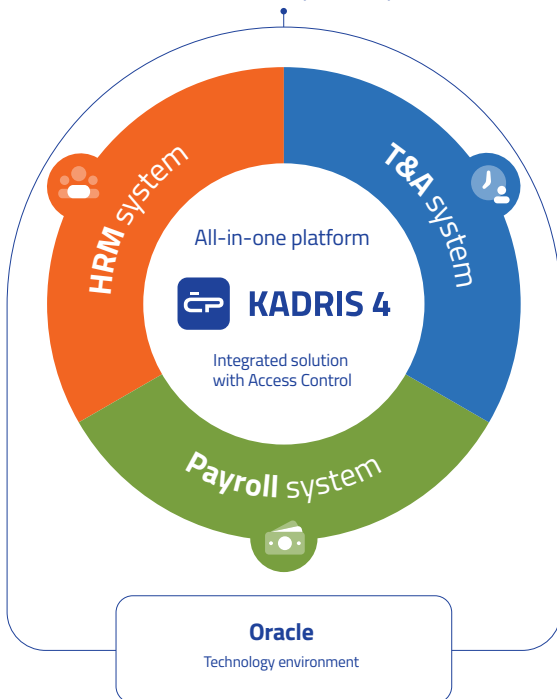 HRM system
T&A system
All-in-one platform
ČP KADRIS 4
Integrated solution
with Access Control
Payroll system
Oracle
Technology environment